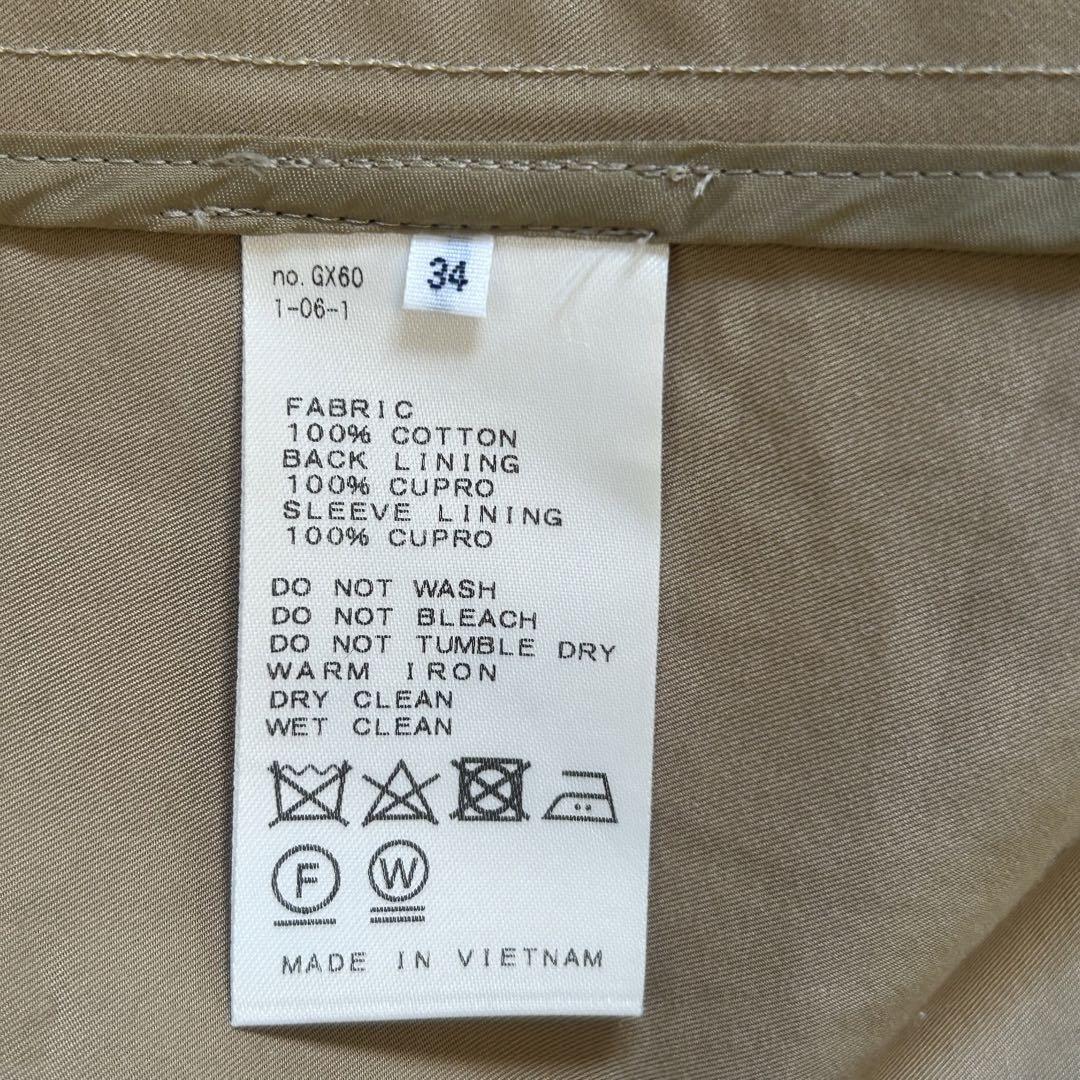 no. GX60
34
1-06-1
FABRIC
100% COTTON
BACK LINING
100% CUPRO
SLEEVE LINING
100% CUPRO
DO NOT WASH
DO NOT BLEACH
DO NOT TUMBLE DRY
WARM IRON
DRY CLEAN
WET CLEAN
F W
MADE IN VIETNAM